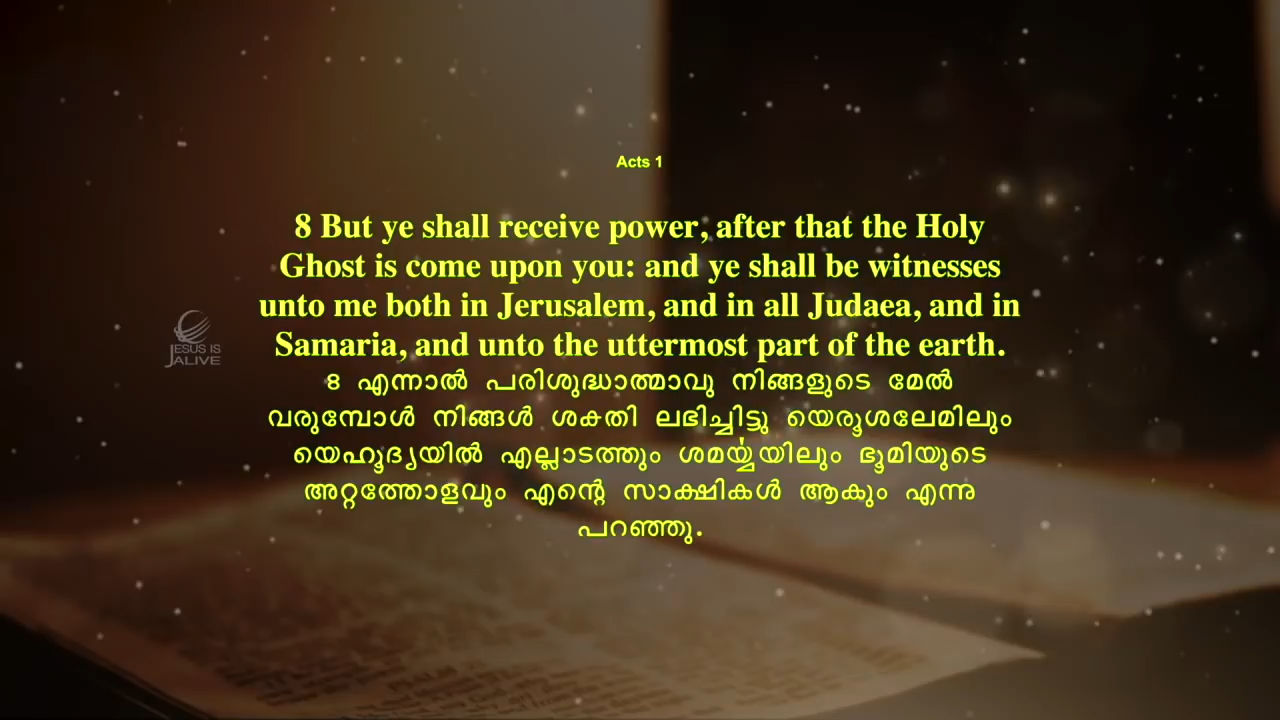 Acts 1
8 But ye shall receive power, after that the Holy
Ghost is come upon you: and ye shall be witnesses
unto me both in Jerusalem, and in all Judaea, and in
Samaria, and unto the uttermost part of the earth.
8 എന്നാൽ പരിശുദ്ധാത്മാവു നിങ്ങളുടെ മേൽ
വരുമ്പോൾ നിങ്ങൾ ശക്തി ലഭിച്ചിട്ടു യെരൂശലേമിലും
യെഹൂദ്യയിൽ എല്ലാടത്തും ശമൎയ്യയിലും ഭൂമിയുടെ
അറ്റത്തോളവും എന്റെ സാക്ഷികൾ ആകും എന്നു
പറഞ്ഞു.
JESUS IS
ALIVE